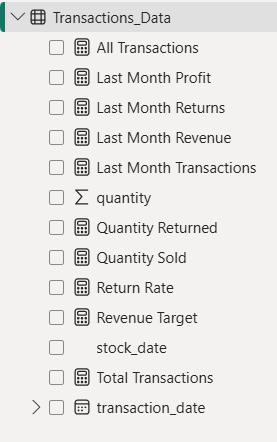 Transactions_Data
All Transactions
Last Month Profit
Last Month Returns
Last Month Revenue
Last Month Transactions
quantity
Quantity Returned
Quantity Sold
Return Rate
Revenue Target
stock_date
Total Transactions
transaction_date